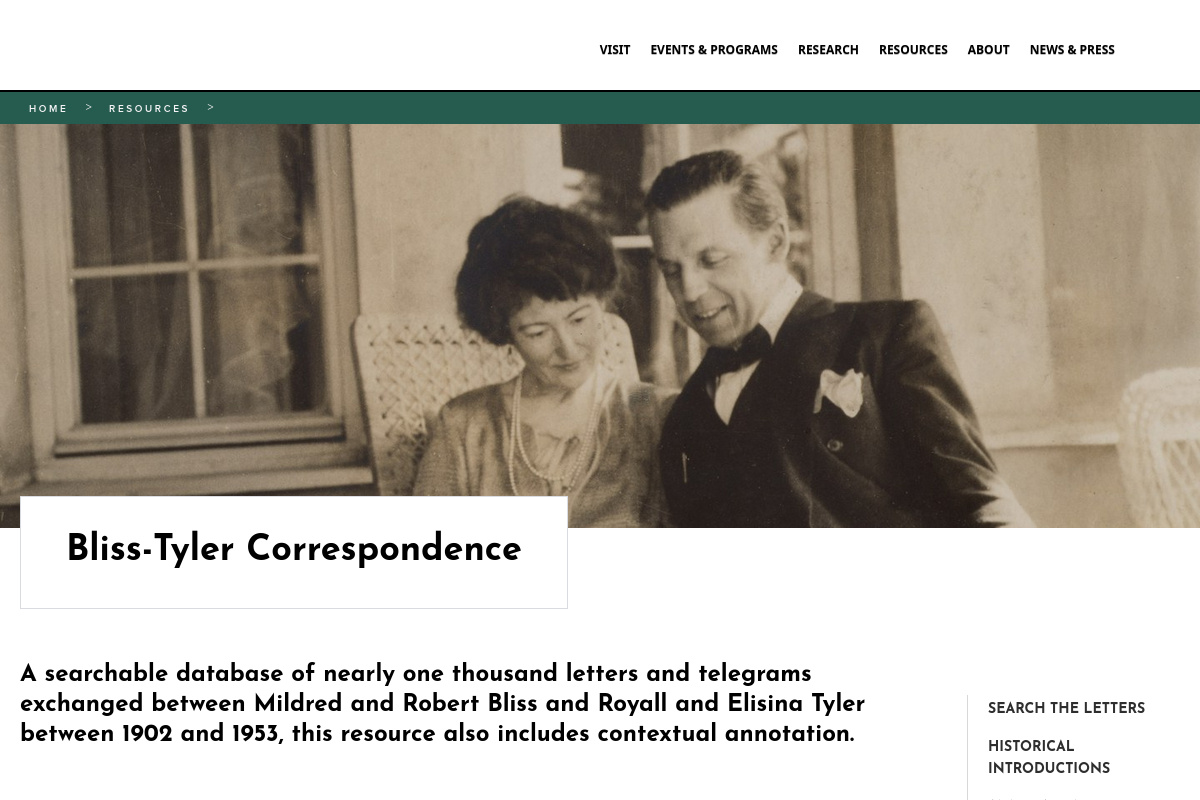 VISIT EVENTS & PROGRAMS RESEARCH RESOURCES ABOUT NEWS & PRESS
HOME > RESOURCES >
Bliss-Tyler Correspondence
A searchable database of nearly one thousand letters and telegrams
exchanged between Mildred and Robert Bliss and Royall and Elisina Tyler
between 1902 and 1953, this resource also includes contextual annotation.
SEARCH THE LETTERS
HISTORICAL
INTRODUCTIONS